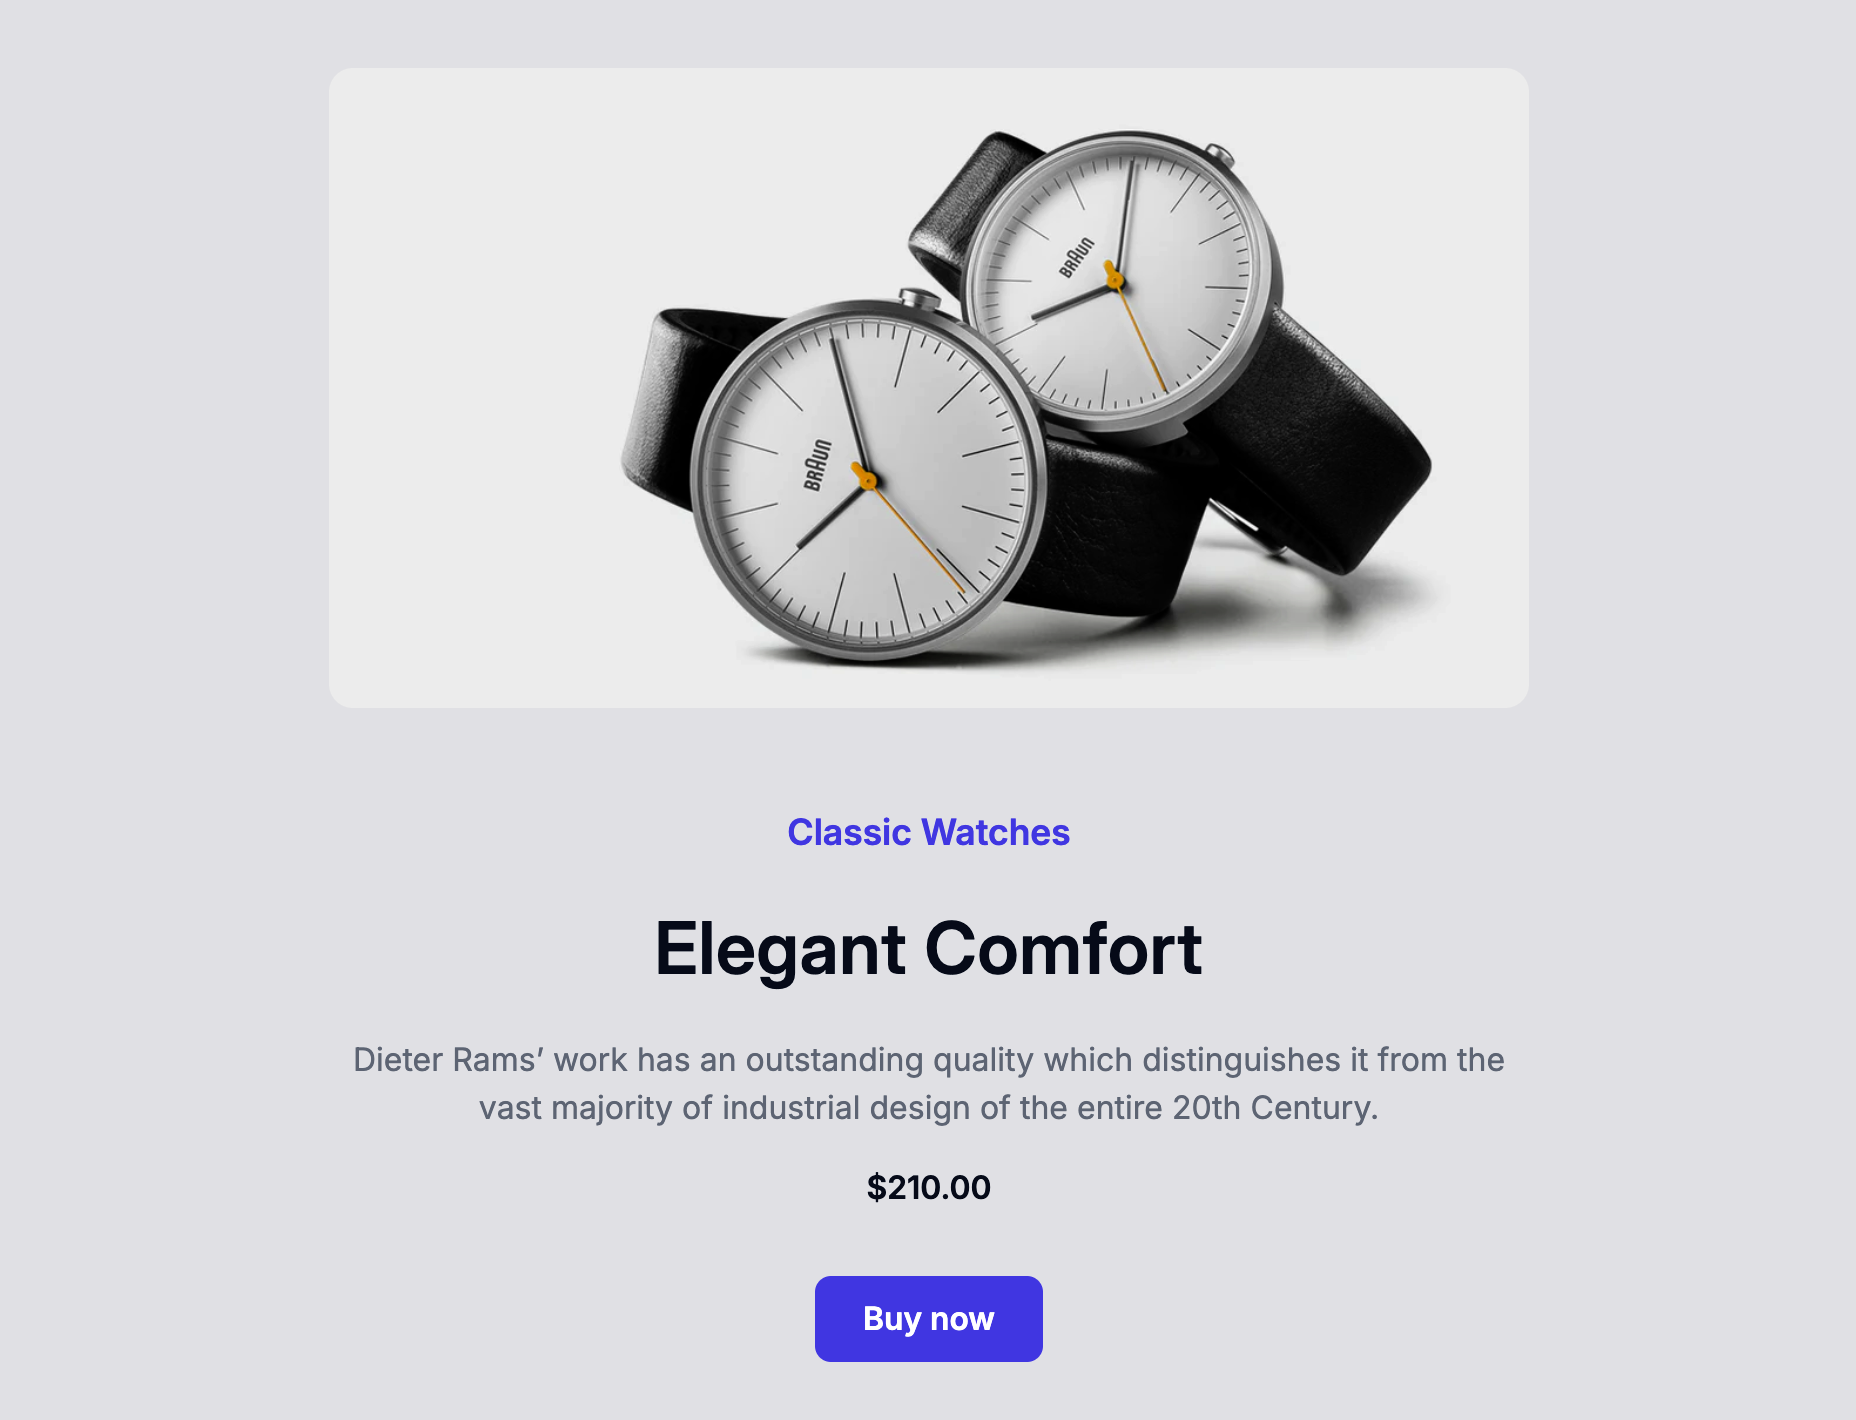 BRAUN
BRAUN
Classic Watches
Elegant Comfort
Dieter Rams’ work has an outstanding quality which distinguishes it from the
vast majority of industrial design of the entire 20th Century.
$210.00
Buy now